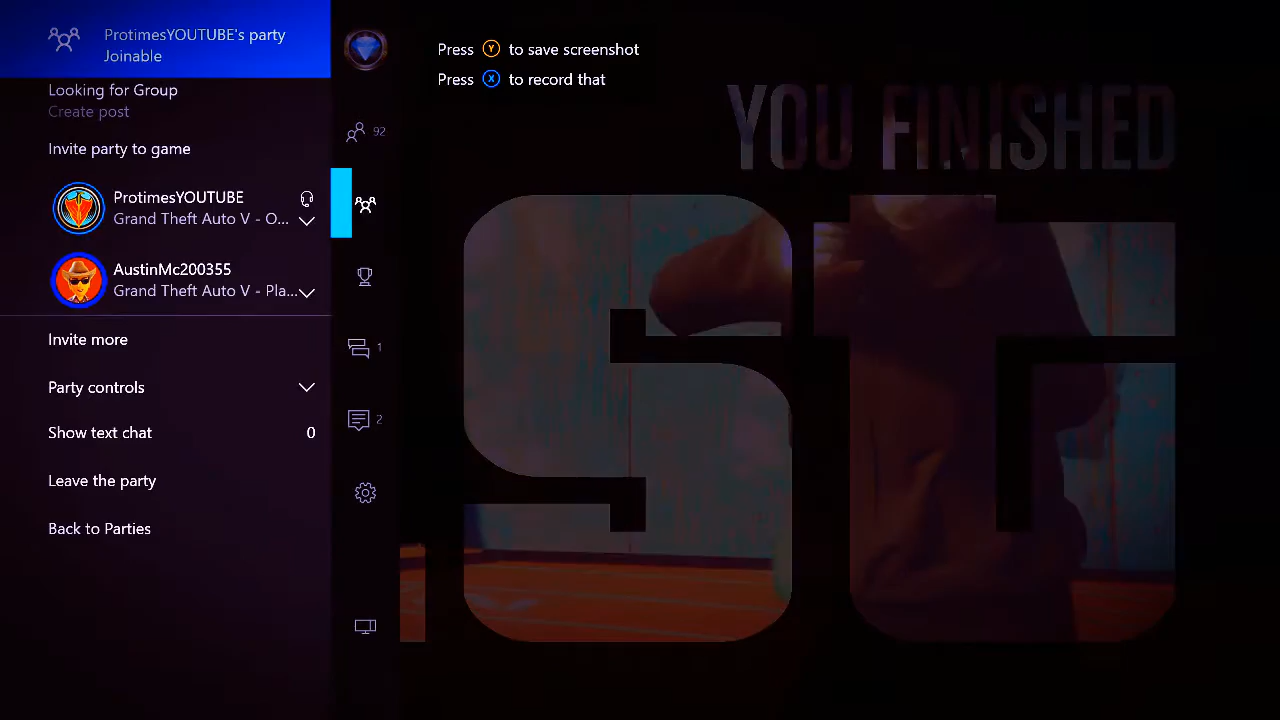 ProtimesYOUTUBE's party
Joinable
Looking for Group
Create post
Invite party to game
ProtimesYOUTUBE
Grand Theft Auto V - O...
AustinMc200355
Grand Theft Auto V - Pla...
Invite more
Party controls
Show text chat 0
Leave the party
Back to Parties
92
1
2
Press Y to save screenshot
Press X to record that
YOU FINISHED
st